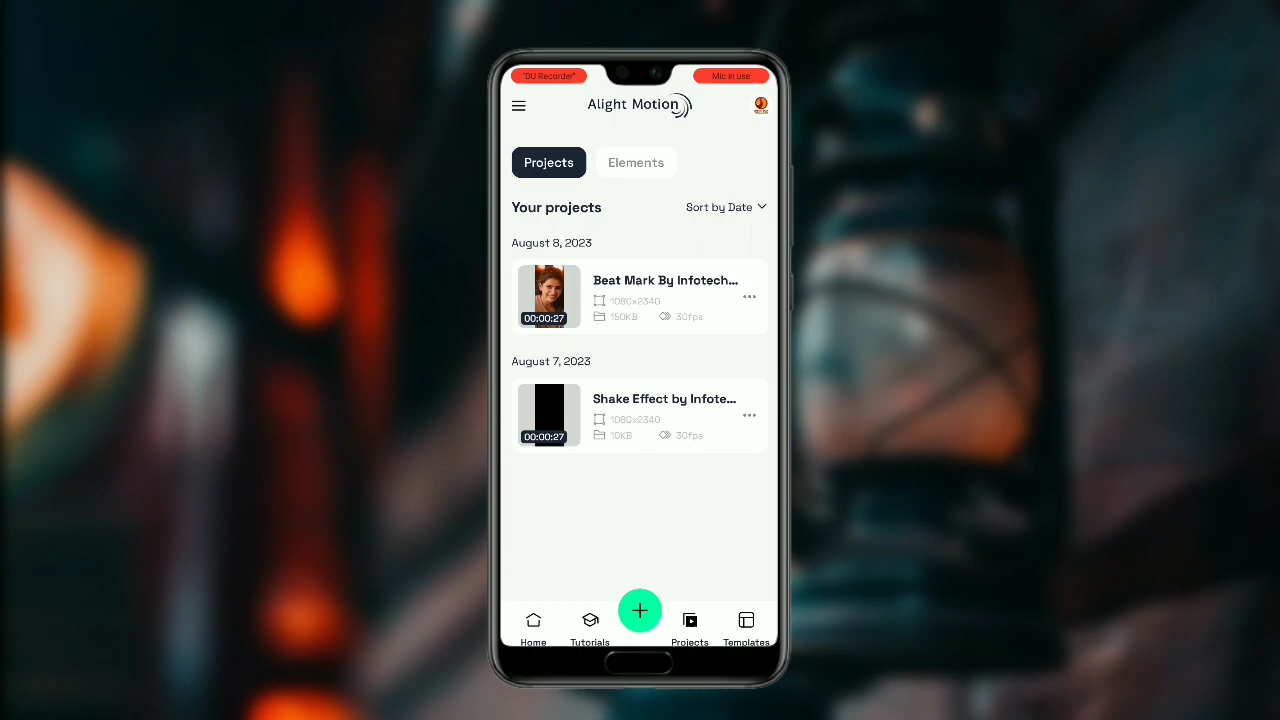 "DU Recorder"
Mic in use
Alight Motion
Projects
Elements
Your projects
Sort by Date
August 8, 2023
Beat Mark By Infotech...
1080x2340
150KB
30fps
00:00:27
August 7, 2023
Shake Effect by Infote...
1080x2340
10KB
30fps
00:00:27
Home
Tutorials
Projects
Templates